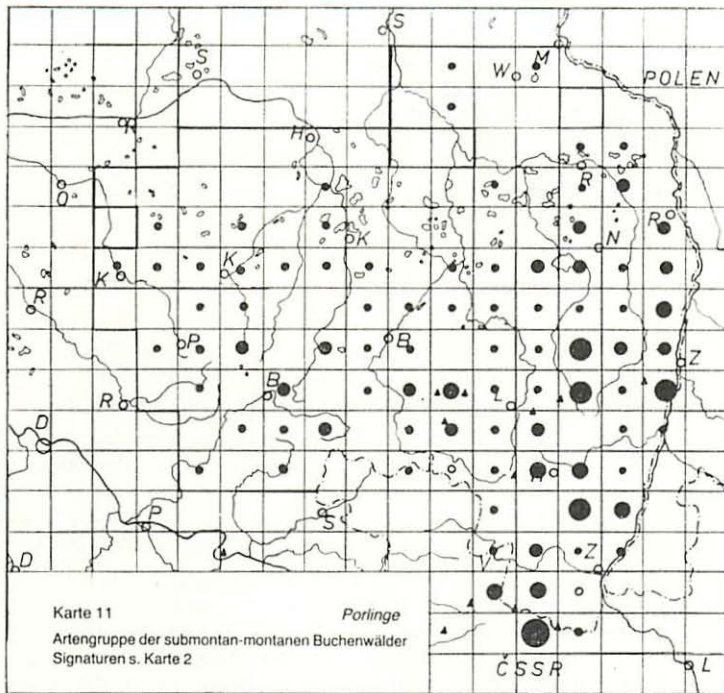 S
S
M
W
POLEN
H
R
O
R
K
N
K
K
R
P
B
Z
B
R
L
D
H
S
P
Z
D
Karte 11
Porlinge
Artengruppe der submontan-montanen Buchenwälder
Signaturen s. Karte 2
ČSSR
L